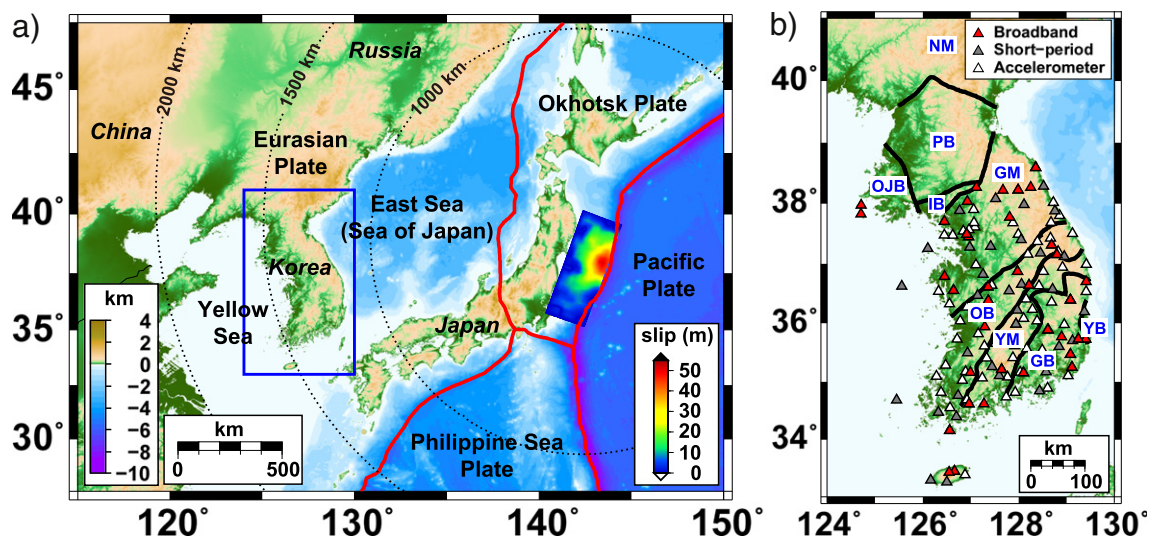 a)
45°
40°
35°
30°
120°
130°
140°
150°
2000 km
1500 km
1000 km
Russia
China
Eurasian
Plate
Okhotsk Plate
East Sea
(Sea of Japan)
Korea
Yellow
Sea
Japan
Pacific
Plate
Philippine Sea
Plate
km
4
2
0
−2
−4
−6
−8
−10
km
0
500
slip (m)
50
40
30
20
10
0
b)
Broadband
Short−period
Accelerometer
NM
PB
GM
OJB
IB
OB
YM
GB
YB
km
0
100
40°
38°
36°
34°
124°
126°
128°
130°